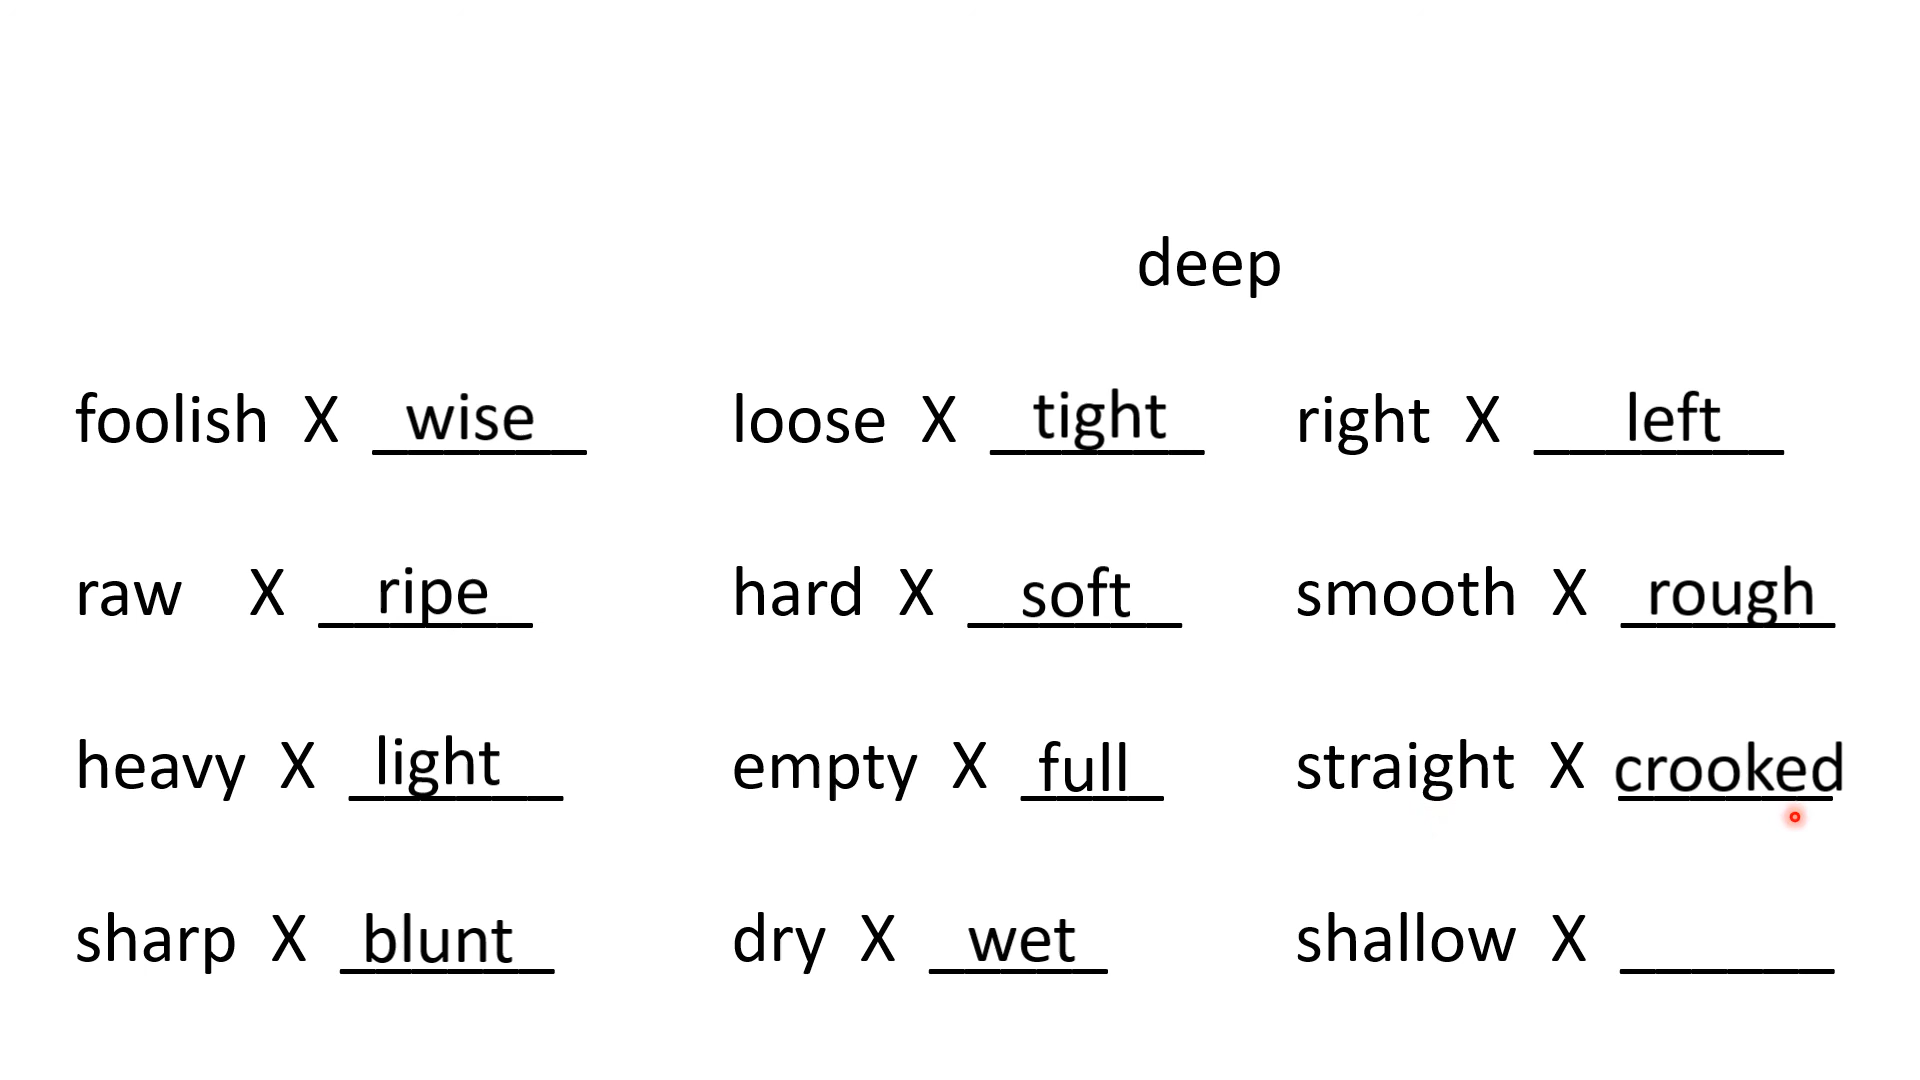 deep
foolish X wise loose X tight right X left
raw X ripe hard X soft smooth X rough
heavy X light empty X full straight X crooked
sharp X blunt dry X wet shallow X ______